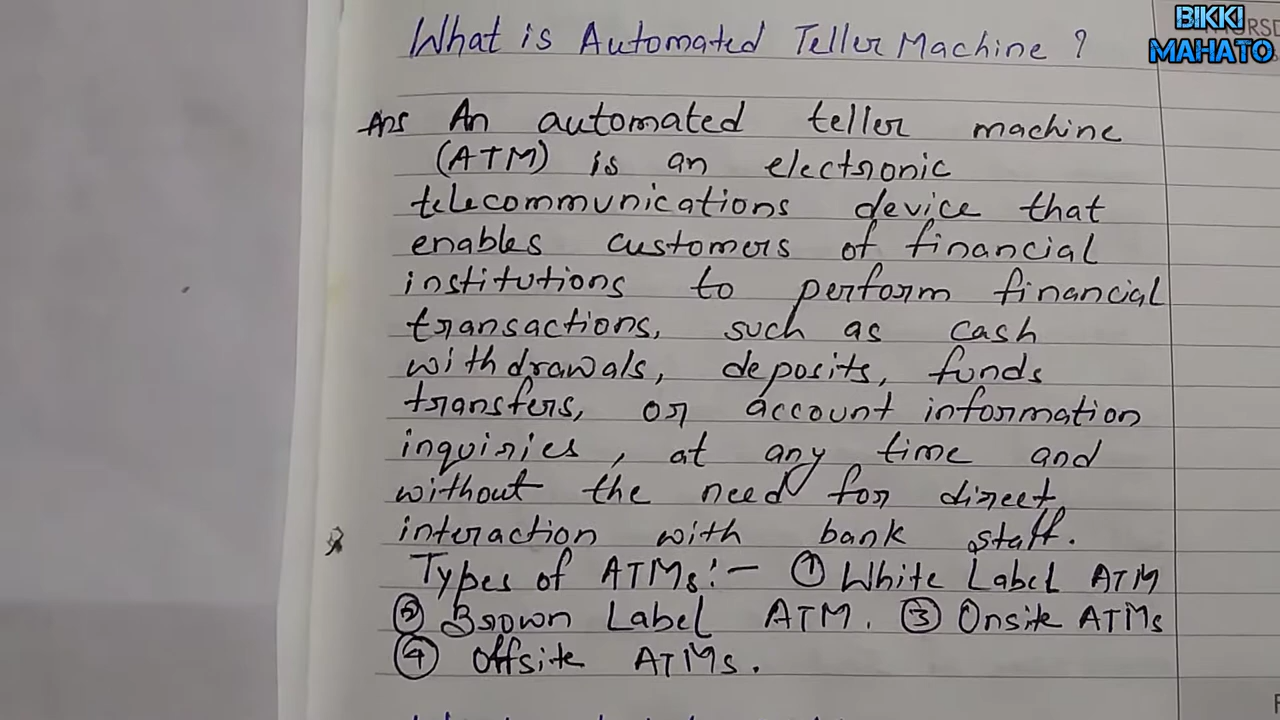 BIKKI
MAHATO
What is Automated Teller Machine ?
Ans An automated teller machine
(ATM) is an electronic
telecommunications device that
enables customers of financial
institutions to perform financial
transactions, such as cash
withdrawals, deposits, funds
transfers, or account information
inquiries, at any time and
without the need for direct
interaction with bank staff.
Types of ATMs:- ① White Label ATM
② Brown Label ATM. ③ Onsite ATMs
④ Offsite ATMs.